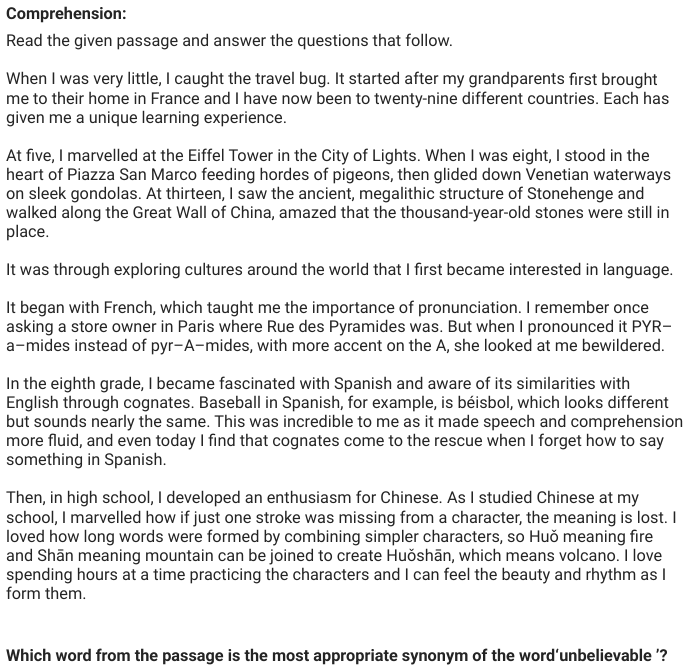 Comprehension:
Read the given passage and answer the questions that follow.
When I was very little, I caught the travel bug. It started after my grandparents first brought
me to their home in France and I have now been to twenty-nine different countries. Each has
given me a unique learning experience.
At five, I marvelled at the Eiffel Tower in the City of Lights. When I was eight, I stood in the
heart of Piazza San Marco feeding hordes of pigeons, then glided down Venetian waterways
on sleek gondolas. At thirteen, I saw the ancient, megalithic structure of Stonehenge and
walked along the Great Wall of China, amazed that the thousand-year-old stones were still in
place.
It was through exploring cultures around the world that I first became interested in language.
It began with French, which taught me the importance of pronunciation. I remember once
asking a store owner in Paris where Rue des Pyramides was. But when I pronounced it PYR–
a–mides instead of pyr–A–mides, with more accent on the A, she looked at me bewildered.
In the eighth grade, I became fascinated with Spanish and aware of its similarities with
English through cognates. Baseball in Spanish, for example, is béisbol, which looks different
but sounds nearly the same. This was incredible to me as it made speech and comprehension
more fluid, and even today I find that cognates come to the rescue when I forget how to say
something in Spanish.
Then, in high school, I developed an enthusiasm for Chinese. As I studied Chinese at my
school, I marvelled how if just one stroke was missing from a character, the meaning is lost. I
loved how long words were formed by combining simpler characters, so Huǒ meaning fire
and Shān meaning mountain can be joined to create Huǒshān, which means volcano. I love
spending hours at a time practicing the characters and I can feel the beauty and rhythm as I
form them.
Which word from the passage is the most appropriate synonym of the word‘unbelievable ’?